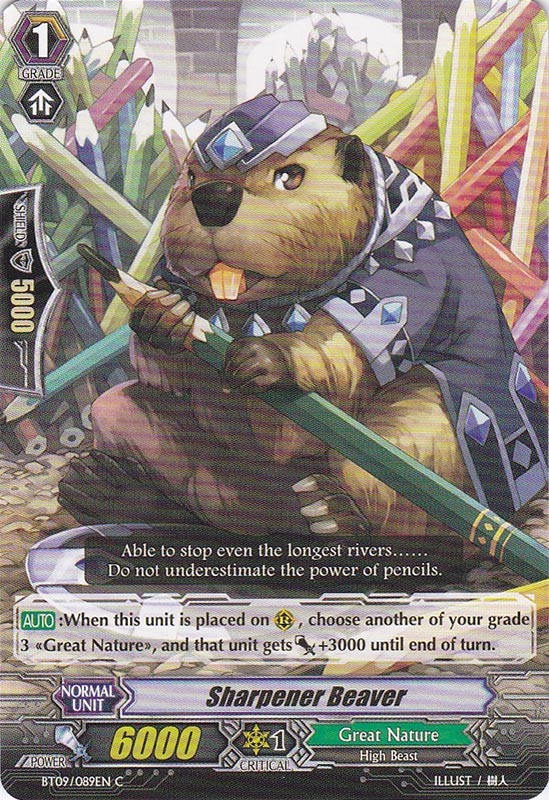 1
GRADE
SHIELD
5000
Able to stop even the longest rivers......
Do not underestimate the power of pencils.
AUTO :When this unit is placed on R , choose another of your grade
3 «Great Nature», and that unit gets +3000 until end of turn.
NORMAL
UNIT
Sharpener Beaver
POWER
6000
1
CRITICAL
Great Nature
High Beast
BT09/089EN C
ILLUST / 樹人